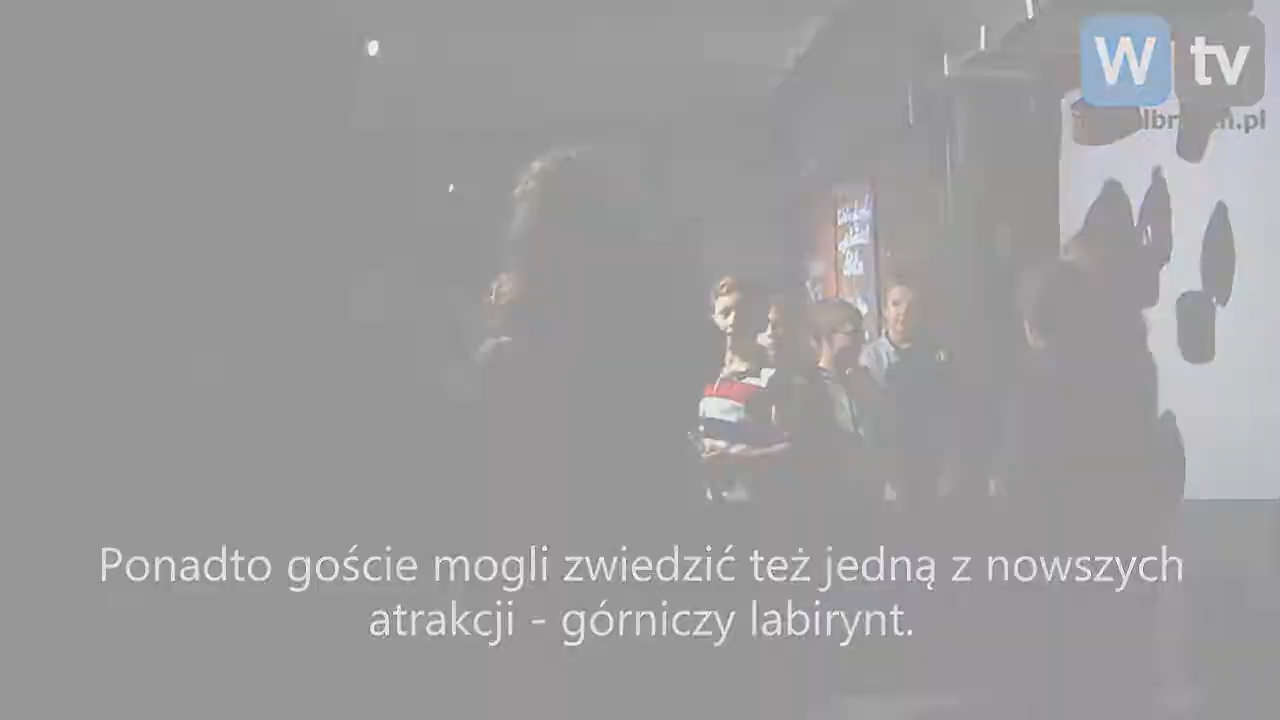 W tv
Ponadto goście mogli zwiedzić też jedną z nowszych
atrakcji - górniczy labirynt.